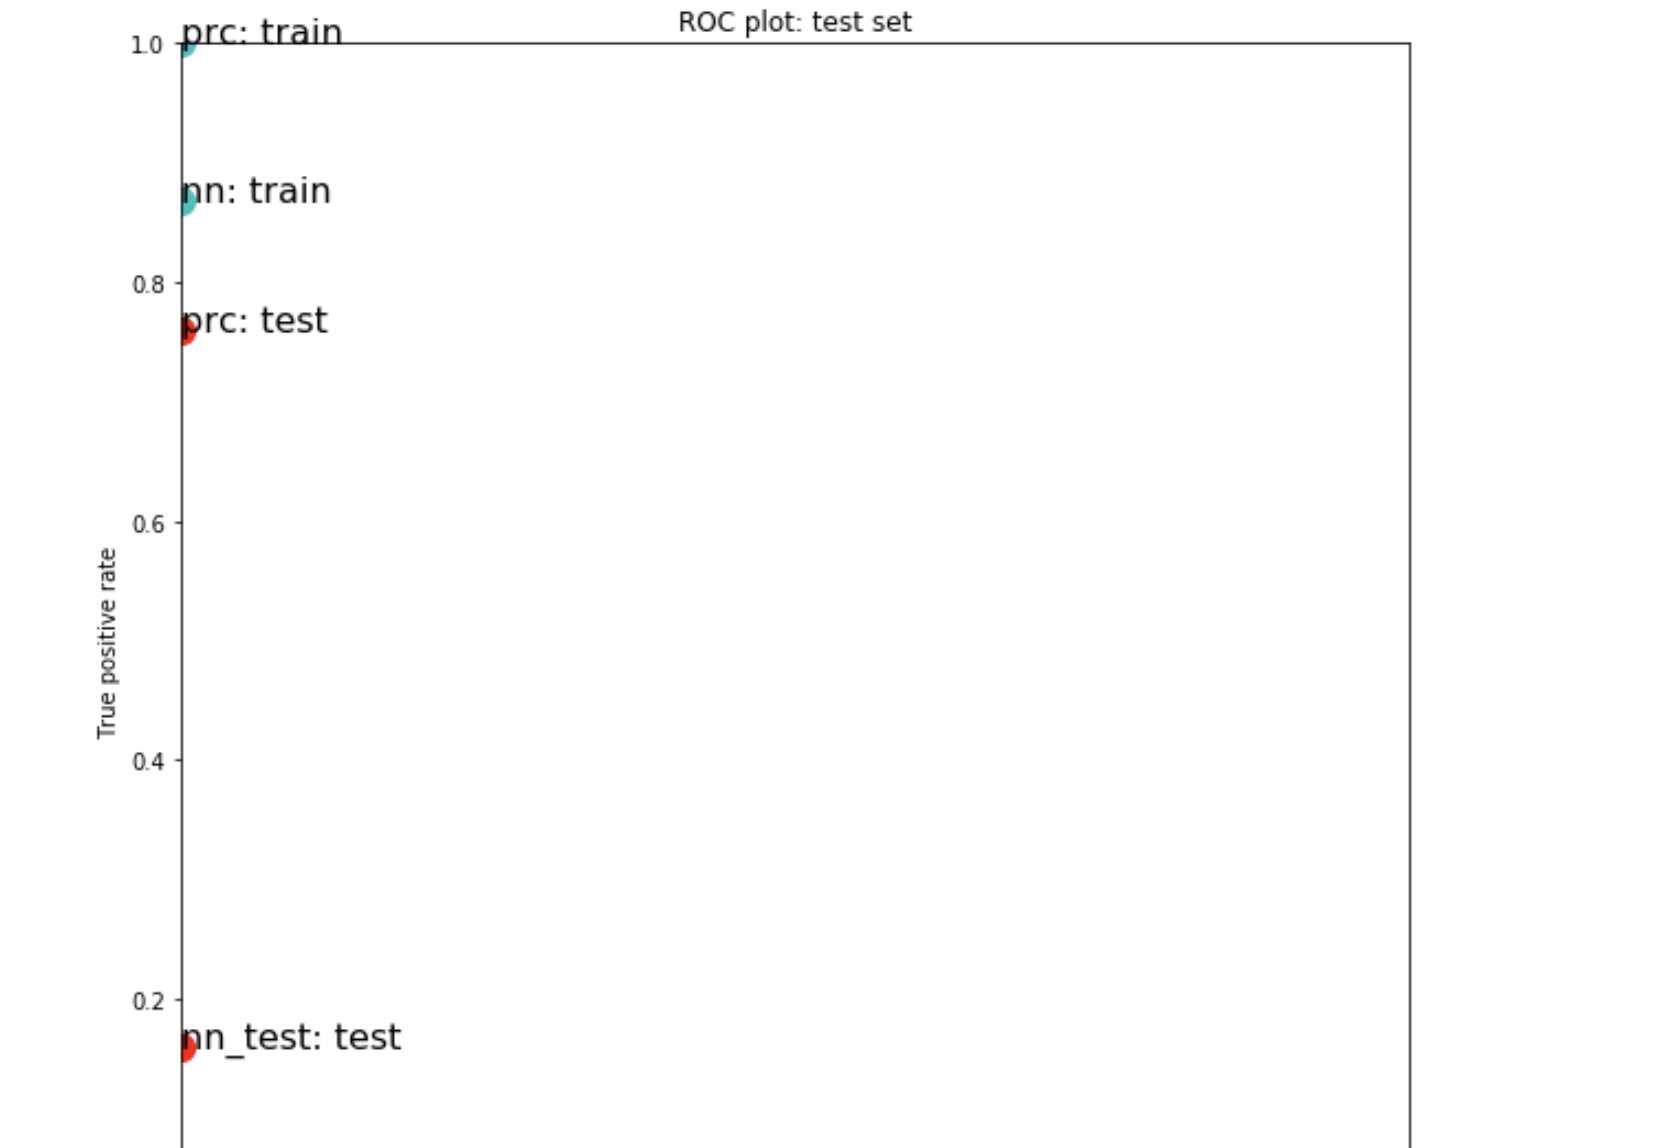 ROC plot: test set
prc: train
1.0
nn: train
0.8
prc: test
0.6
True positive rate
0.4
0.2
nn_test: test